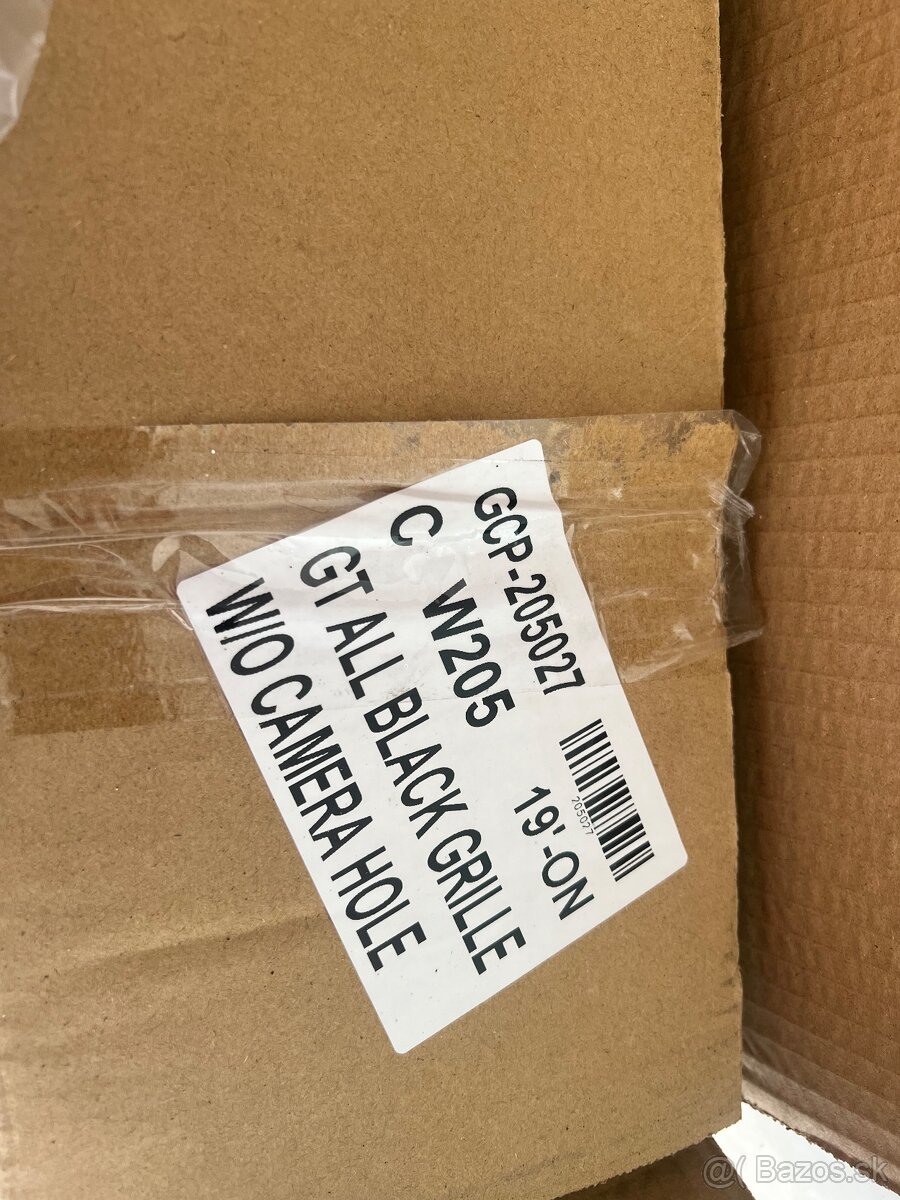 GCP-205027
205027
C W205 19'-ON
GT ALL BLACK GRILLE
W/O CAMERA HOLE
@( Bazos.sk